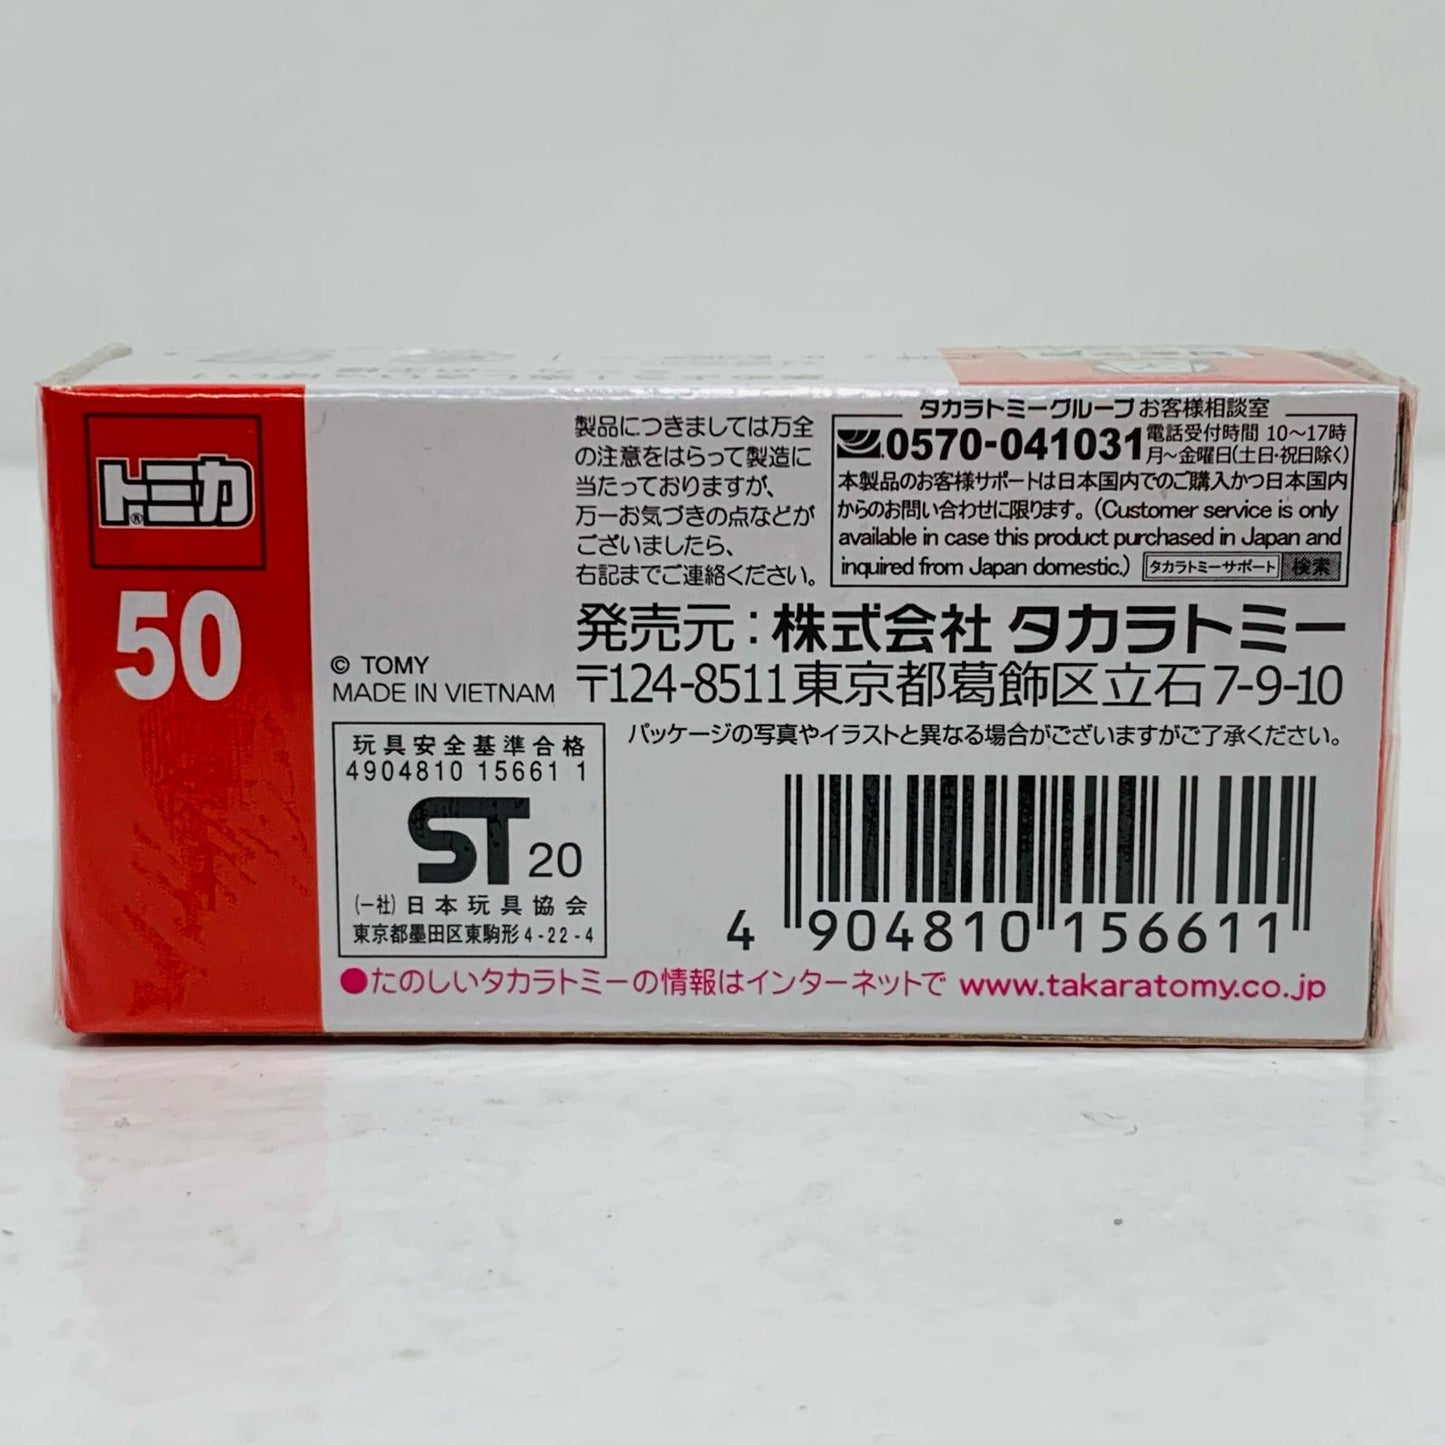 トミカ®
50
製品につきましては万全
の注意をはらって製造に
当たっておりますが、
万一お気づきの点などが
ございましたら、
右記までご連絡ください。
タカラトミーグループお客様相談室
0570-041031
電話受付時間 10〜17時
月〜金曜日(土日・祝日除く)
本製品のお客様サポートは日本国内でのご購入かつ日本国内
からのお問い合わせに限ります。(Customer service is only
available in case this product purchased in Japan and
inquired from Japan domestic.) タカラトミーサポート 検索
発売元:株式会社 タカラトミー
〒124-8511東京都葛飾区立石7-9-10
パッケージの写真やイラストと異なる場合がございますがご了承ください。
© TOMY
MADE IN VIETNAM
玩具安全基準合格
4904810 15661 1
ST 20
(一社)日本玩具協会
東京都墨田区東駒形4-22-4
4 904810 156611
●たのしいタカラトミーの情報はインターネットで www.takaratomy.co.jp